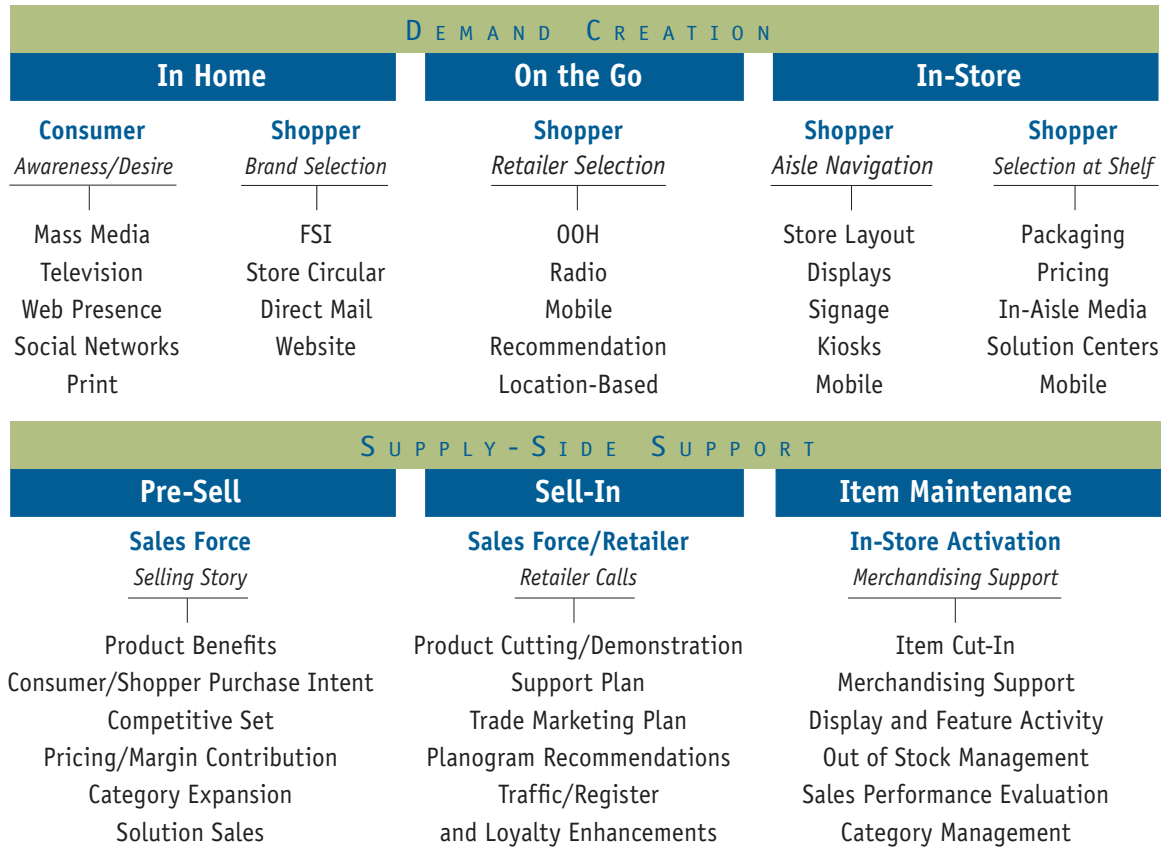 DEMAND CREATION
In Home
Consumer
Awareness/Desire
Mass Media
Television
Web Presence
Social Networks
Print
Shopper
Brand Selection
FSI
Store Circular
Direct Mail
Website
On the Go
Shopper
Retailer Selection
OOH
Radio
Mobile
Recommendation
Location-Based
In-Store
Shopper
Aisle Navigation
Store Layout
Displays
Signage
Kiosks
Mobile
Shopper
Selection at Shelf
Packaging
Pricing
In-Aisle Media
Solution Centers
Mobile
SUPPLY-SIDE SUPPORT
Pre-Sell
Sales Force
Selling Story
Product Benefits
Consumer/Shopper Purchase Intent
Competitive Set
Pricing/Margin Contribution
Category Expansion
Solution Sales
Sell-In
Sales Force/Retailer
Retailer Calls
Product Cutting/Demonstration
Support Plan
Trade Marketing Plan
Planogram Recommendations
Traffic/Register
and Loyalty Enhancements
Item Maintenance
In-Store Activation
Merchandising Support
Item Cut-In
Merchandising Support
Display and Feature Activity
Out of Stock Management
Sales Performance Evaluation
Category Management